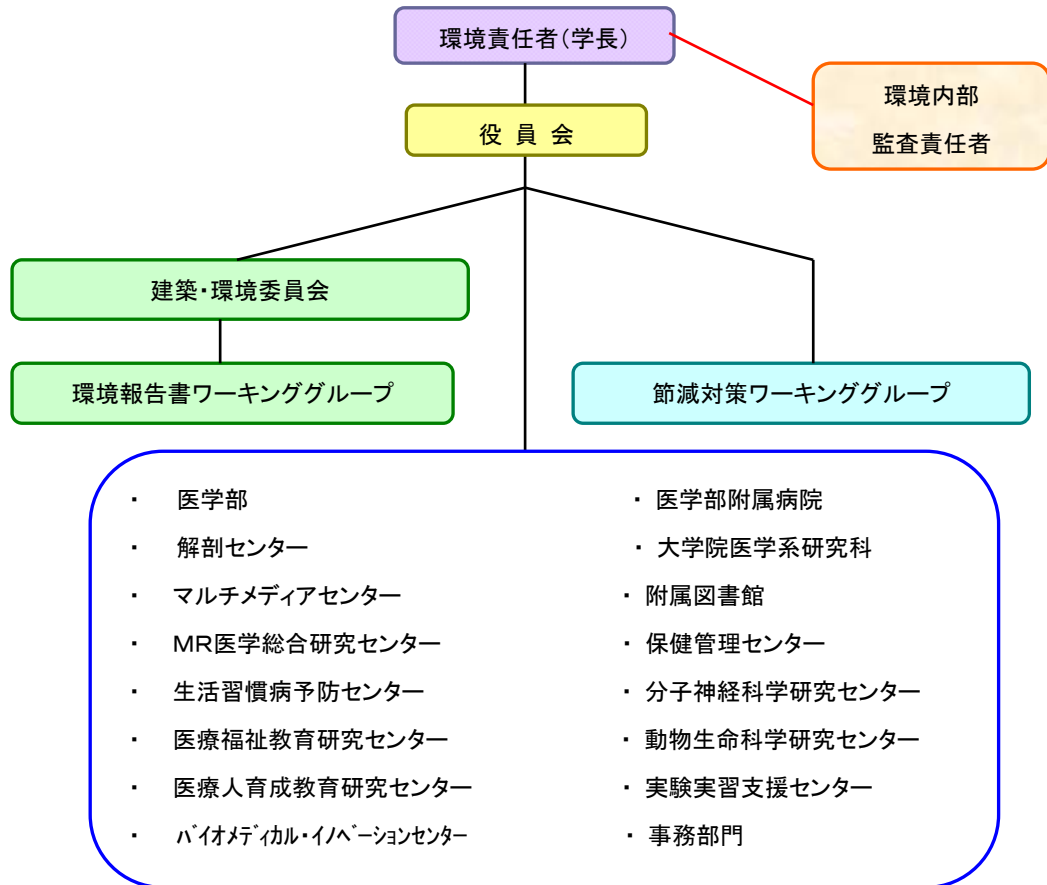 環境責任者(学長)
環境内部
監査責任者
役 員 会
建築・環境委員会
環境報告書ワーキンググループ
節減対策ワーキンググループ
・ 医学部
・ 解剖センター
・ マルチメディアセンター
・ MR医学総合研究センター
・ 生活習慣病予防センター
・ 医療福祉教育研究センター
・ 医療人育成教育研究センター
・ バイオメディカル・イノベーションセンター
・ 医学部附属病院
・ 大学院医学系研究科
・ 附属図書館
・ 保健管理センター
・ 分子神経科学研究センター
・ 動物生命科学研究センター
・ 実験実習支援センター
・ 事務部門